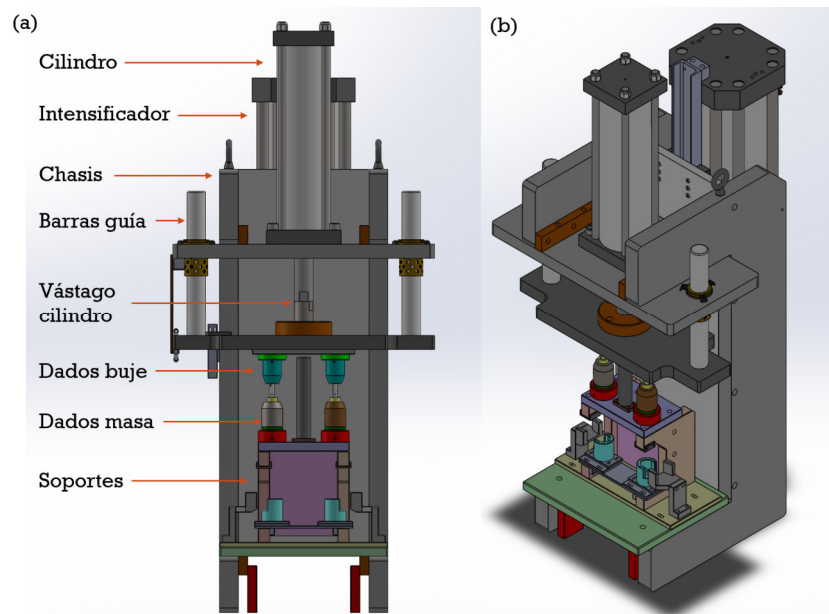 (a)
(b)
Cilindro
Intensificador
Chasis
Barras guía
Vástago
cilindro
Dados buje
Dados masa
Soportes